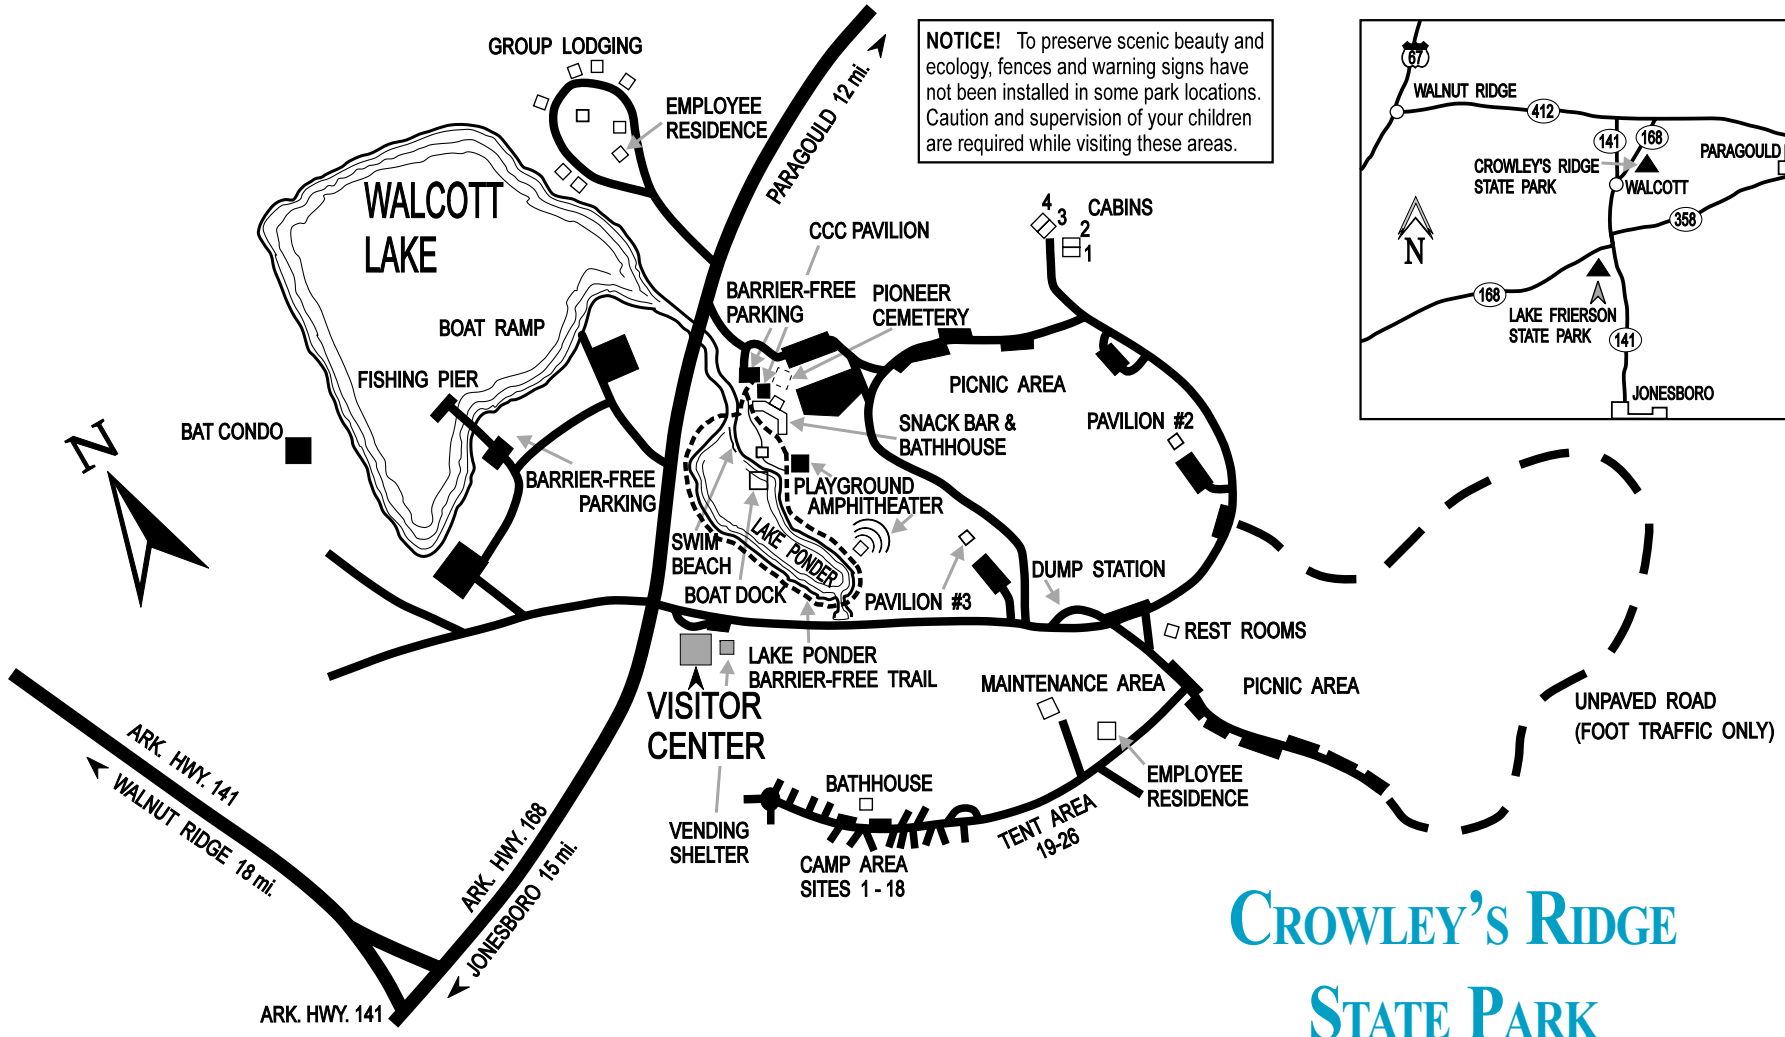 GROUP LODGING
EMPLOYEE
RESIDENCE
PARAGOULD 12 mi.
NOTICE! To preserve scenic beauty and
ecology, fences and warning signs have
not been installed in some park locations.
Caution and supervision of your children
are required while visiting these areas.
67
WALNUT RIDGE
412
141
168
PARAGOULD
CROWLEY'S RIDGE
STATE PARK
WALCOTT
358
N
168
LAKE FRIERSON
STATE PARK
141
JONESBORO
WALCOTT
LAKE
CCC PAVILION
4
3
CABINS
2
1
BARRIER-FREE
PARKING
PIONEER
CEMETERY
BOAT RAMP
FISHING PIER
PICNIC AREA
BAT CONDO
N
SNACK BAR &
BATHHOUSE
PAVILION #2
BARRIER-FREE
PARKING
PLAYGROUND
AMPHITHEATER
LAKE PONDER
SWIM
BEACH
BOAT DOCK
PAVILION #3
DUMP STATION
REST ROOMS
LAKE PONDER
BARRIER-FREE TRAIL
MAINTENANCE AREA
PICNIC AREA
UNPAVED ROAD
(FOOT TRAFFIC ONLY)
VISITOR
CENTER
ARK. HWY. 141
WALNUT RIDGE 18 mi.
BATHHOUSE
EMPLOYEE
RESIDENCE
TENT AREA
19-26
VENDING
SHELTER
CAMP AREA
SITES 1 - 18
ARK. HWY. 168
JONESBORO 15 mi.
ARK. HWY. 141
CROWLEY'S RIDGE
STATE PARK